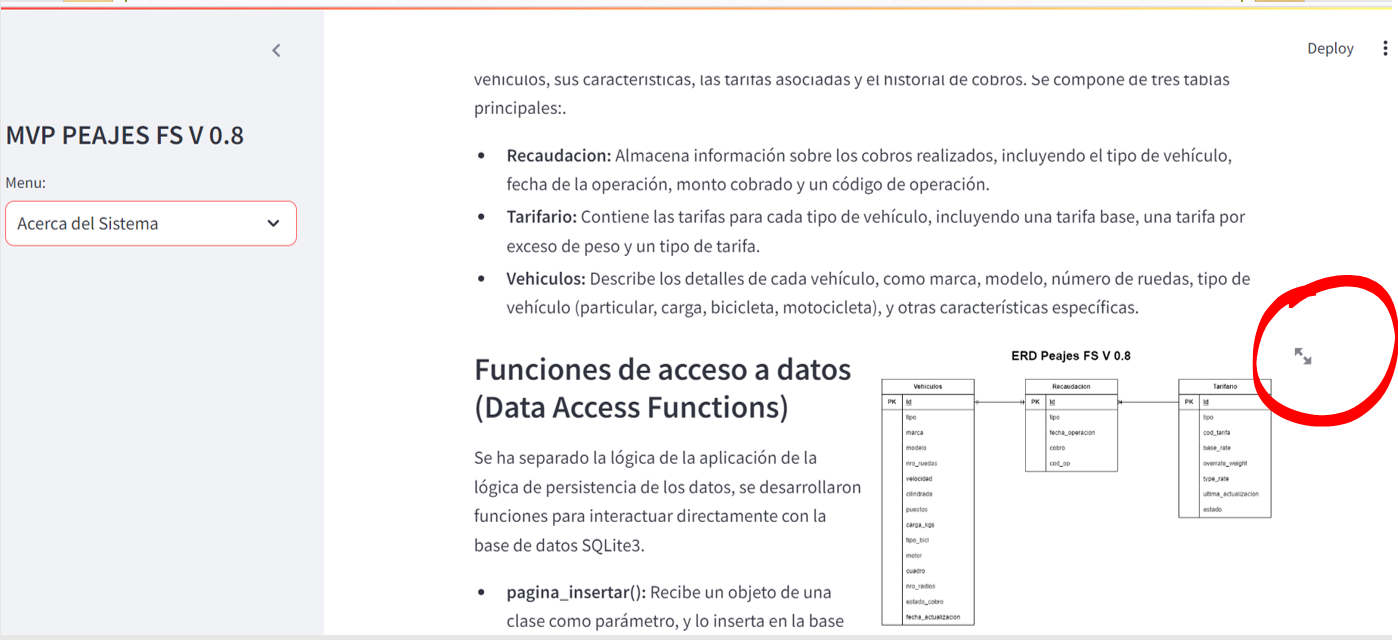 Deploy
MVP PEAJES FS V 0.8
Menu:
Acerca del Sistema
vehículos, sus características, las tarifas asociadas y el historial de cobros. Se compone de tres tablas
principales:.
Recaudacion: Almacena información sobre los cobros realizados, incluyendo el tipo de vehículo,
fecha de la operación, monto cobrado y un código de operación.
Tarifario: Contiene las tarifas para cada tipo de vehículo, incluyendo una tarifa base, una tarifa por
exceso de peso y un tipo de tarifa.
Vehiculos: Describe los detalles de cada vehículo, como marca, modelo, número de ruedas, tipo de
vehículo (particular, carga, bicicleta, motocicleta), y otras características específicas.
Funciones de acceso a datos
(Data Access Functions)
Se ha separado la lógica de la aplicación de la
lógica de persistencia de los datos, se desarrollaron
funciones para interactuar directamente con la
base de datos SQLite3.
pagina_insertar(): Recibe un objeto de una
clase como parámetro, y lo inserta en la base
ERD Peajes FS V 0.8
Vehiculos
PK Id
tipo
marca
modelo
nro_ruedas
velocidad
cilindrada
puestos
carga_kgs
tipo_bici
motor
cuadro
nro_radios
estado_cobro
fecha_actualizacion
Recaudacion
PK Id
tipo
fecha_operacion
cobro
cod_op
Tarifario
PK Id
tipo
cod_tarifa
base_rate
overrate_weight
type_rate
ultima_actualizacion
estado